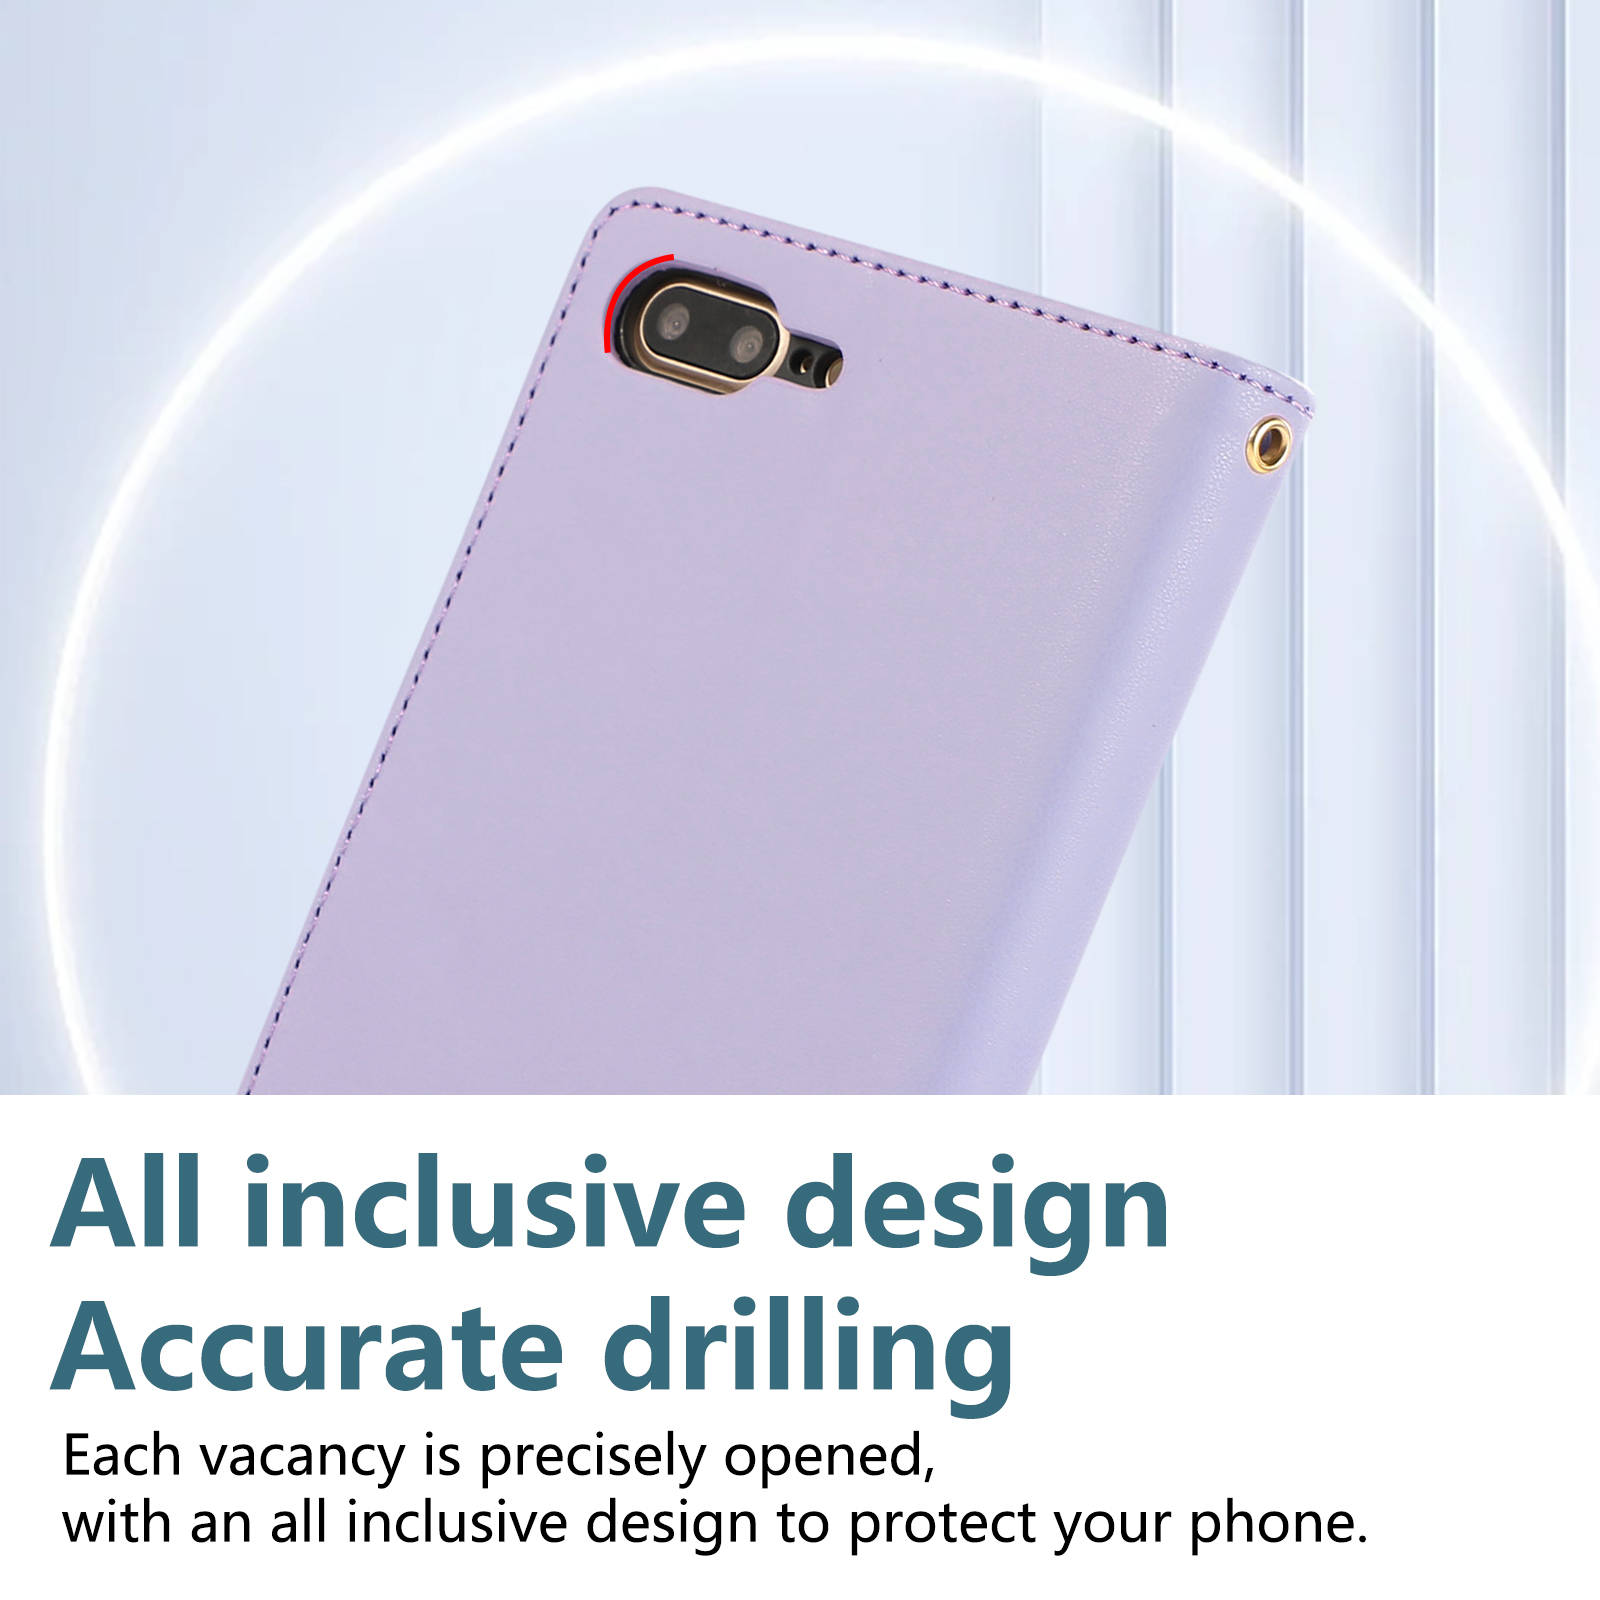 All inclusive design
Accurate drilling
Each vacancy is precisely opened,
with an all inclusive design to protect your phone.